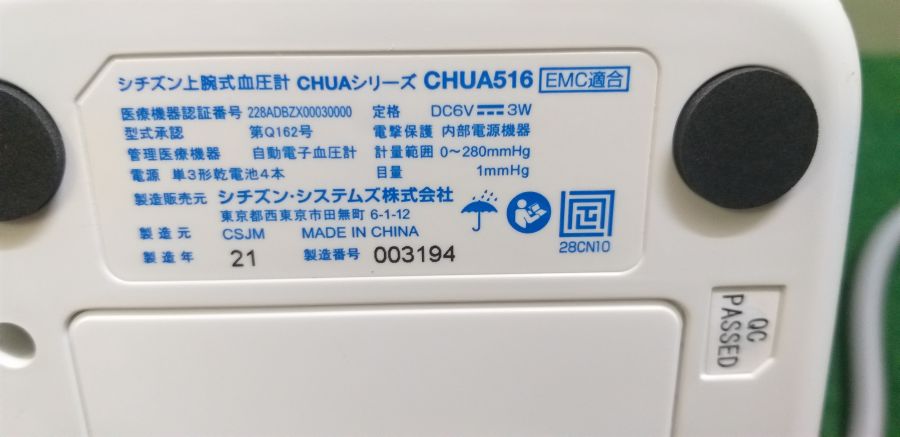 シチズン上腕式血圧計 CHUAシリーズ CHUA516 EMC適合
医療機器認証番号 228ADBZX00030000 定格 DC6V 3W
型式承認 第Q162号 電撃保護 内部電源機器
管理医療機器 自動電子血圧計 計量範囲 0～280mmHg
電源 単3形乾電池4本 目量 1mmHg
製造販売元 シチズン・システムズ株式会社
東京都西東京市田無町 6-1-12
製造元 CSJM MADE IN CHINA
28CN10
製造年 21 製造番号 003194
QC
PASSED